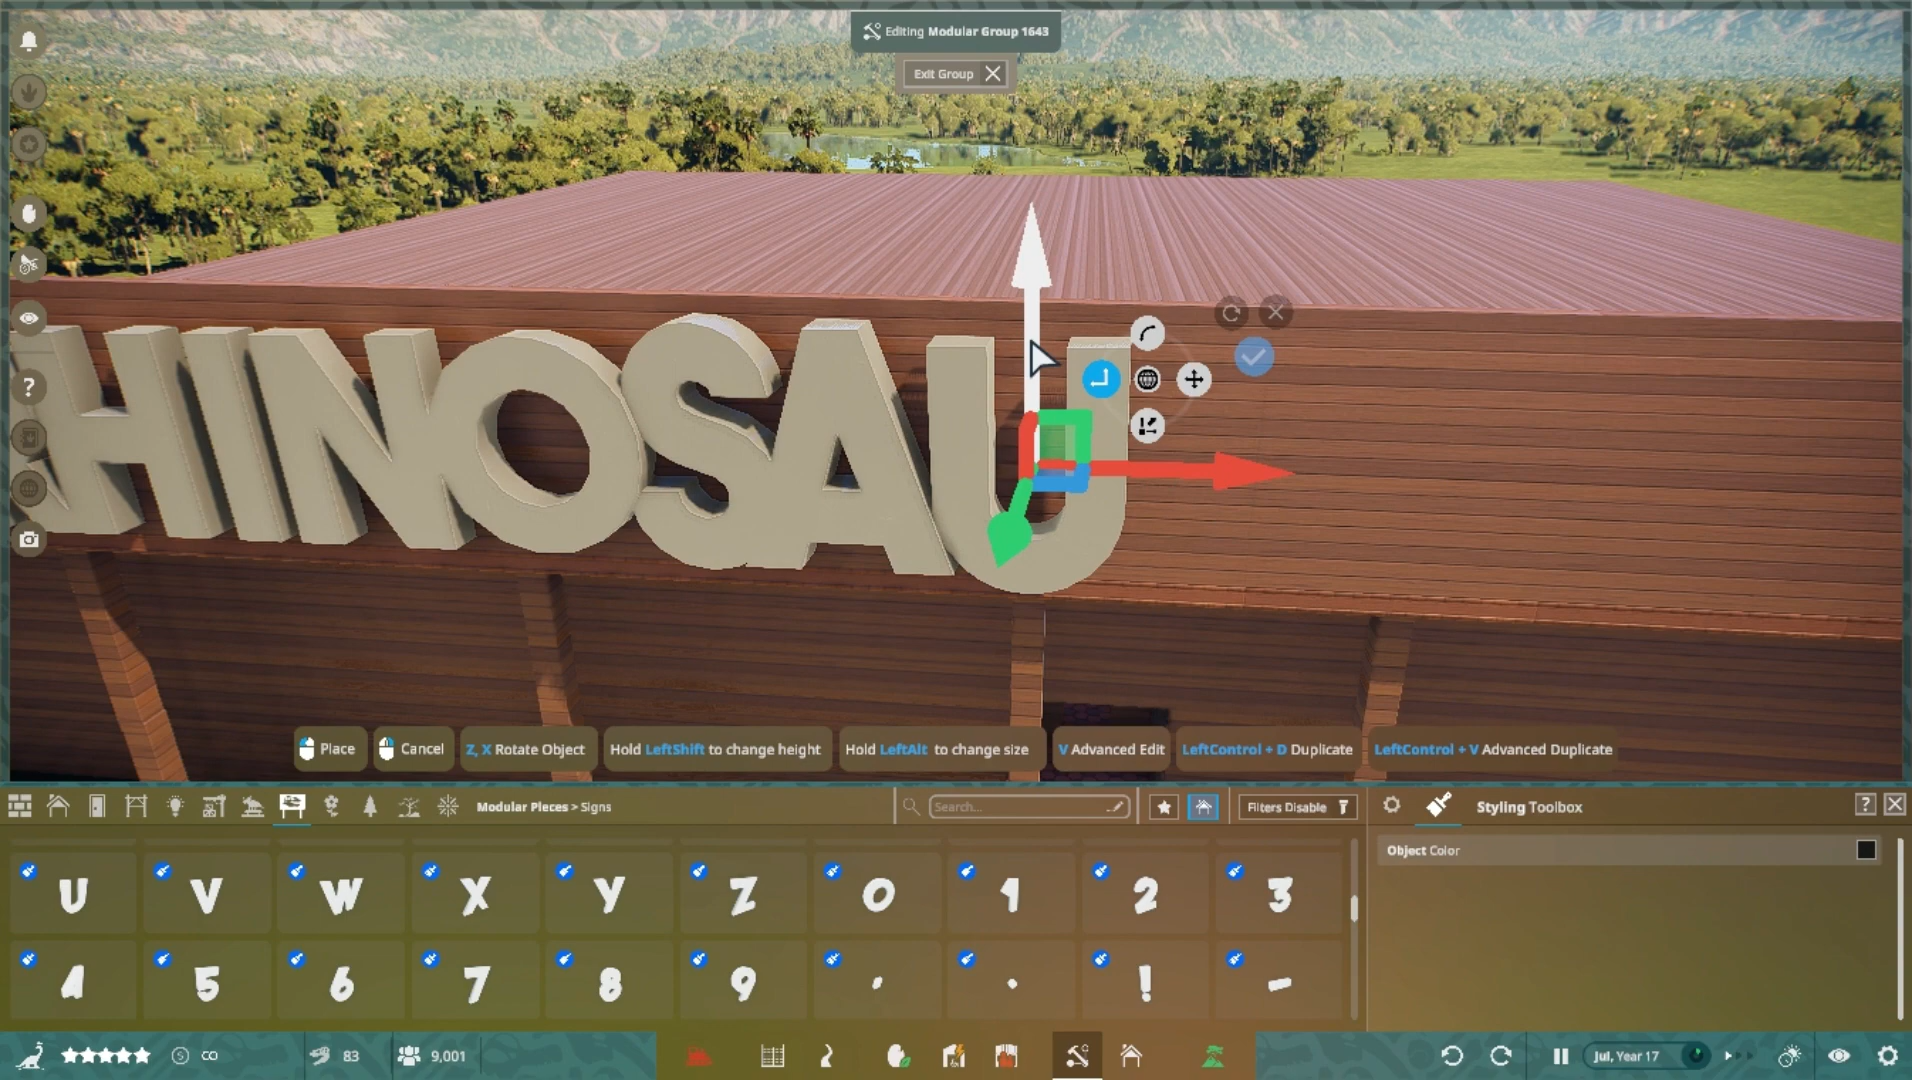 Editing Modular Group 1643
Exit Group
HINOSAU
?
Place
Cancel
Z, X Rotate Object
Hold LeftShift to change height
Hold LeftAlt to change size
V Advanced Edit
LeftControl + D Duplicate
LeftControl + V Advanced Duplicate
Modular Pieces > Signs
Search...
Filters Disable
Styling Toolbox
?
Object Color
U V W X Y Z 0 1 2 3
4 5 6 7 8 9 ' . ! -
83
9,001
Jul, Year 17